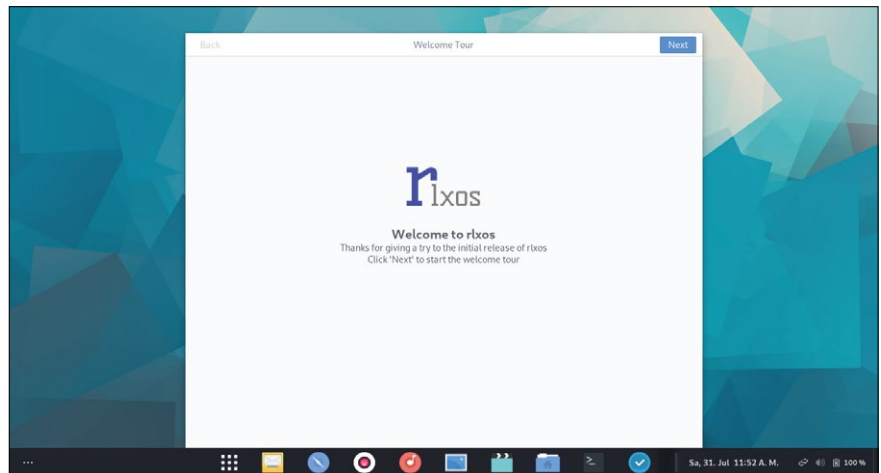 Back
Welcome Tour
Next
rlxos
Welcome to rlxos
Thanks for giving a try to the initial release of rlxos
Click 'Next' to start the welcome tour
...
>_
Sa, 31. Jul 11:52 A. M.
100 %